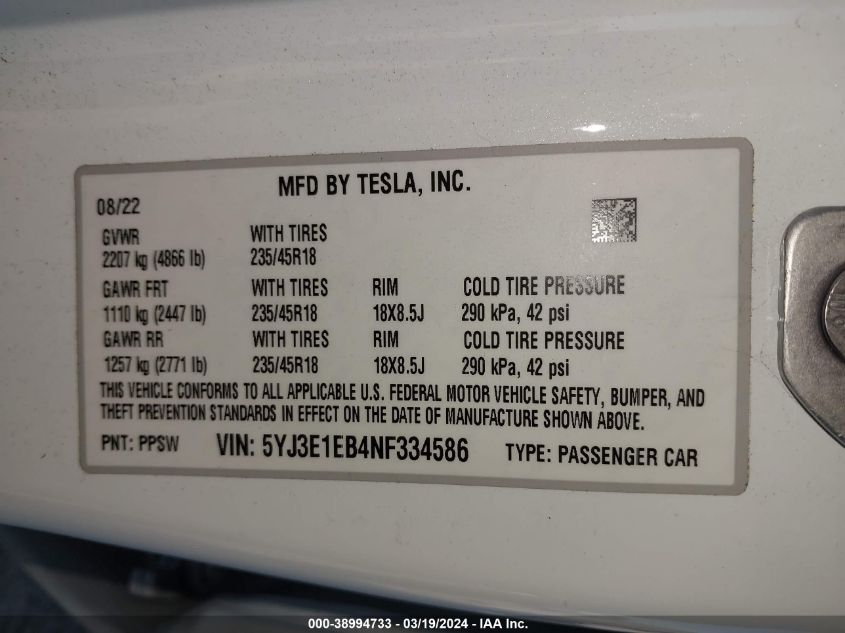 MFD BY TESLA, INC.
08/22
GVWR WITH TIRES
2207 kg (4866 lb) 235/45R18
GAWR FRT WITH TIRES RIM COLD TIRE PRESSURE
1110 kg (2447 lb) 235/45R18 18X8.5J 290 kPa, 42 psi
GAWR RR WITH TIRES RIM COLD TIRE PRESSURE
1257 kg (2771 lb) 235/45R18 18X8.5J 290 kPa, 42 psi
THIS VEHICLE CONFORMS TO ALL APPLICABLE U.S. FEDERAL MOTOR VEHICLE SAFETY, BUMPER, AND
THEFT PREVENTION STANDARDS IN EFFECT ON THE DATE OF MANUFACTURE SHOWN ABOVE.
PNT: PPSW VIN: 5YJ3E1EB4NF334586 TYPE: PASSENGER CAR
000-38994733 - 03/19/2024 - IAA Inc.